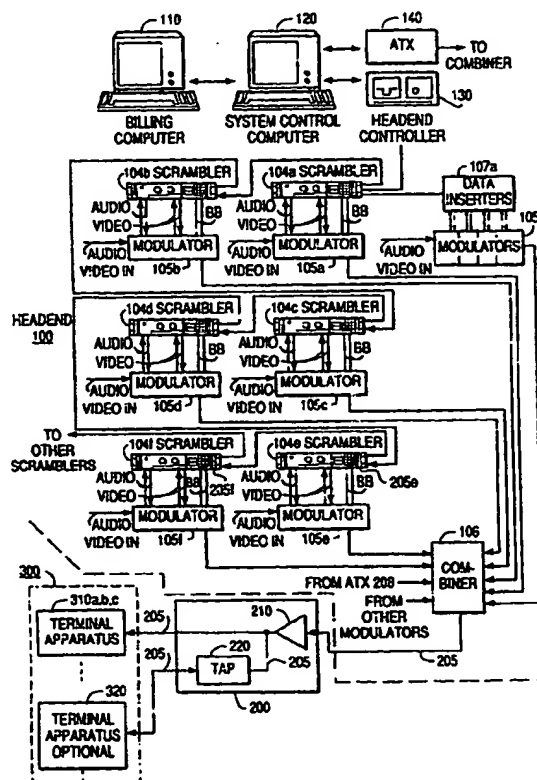 110
120
140
ATX
TO
COMBINER
130
BILLING
COMPUTER
SYSTEM CONTROL
COMPUTER
HEADEND
CONTROLLER
104b SCRAMBLER
104a SCRAMBLER
107a
DATA
INSERTERS
AUDIO
VIDEO
BB
AUDIO
VIDEO
BB
105
MODULATOR
MODULATOR
MODULATORS
AUDIO
VIDEO IN
105b
AUDIO
VIDEO IN
105a
AUDIO
VIDEO IN
104d SCRAMBLER
104c SCRAMBLER
HEADEND
100
AUDIO
VIDEO
BB
AUDIO
VIDEO
BB
MODULATOR
MODULATOR
AUDIO
VIDEO IN
105d
AUDIO
VIDEO IN
105c
TO
OTHER
SCRAMBLERS
104f SCRAMBLER
104e SCRAMBLER
AUDIO
VIDEO
BB
205f
AUDIO
VIDEO
BB
205e
MODULATOR
MODULATOR
AUDIO
VIDEO IN
105f
AUDIO
VIDEO IN
105e
106
COM-
BINER
FROM ATX 208
FROM
OTHER
MODULATORS
205
300
310a,b,c
TERMINAL
APPARATUS
205
210
220
TAP
205
205
200
320
TERMINAL
APPARATUS
OPTIONAL